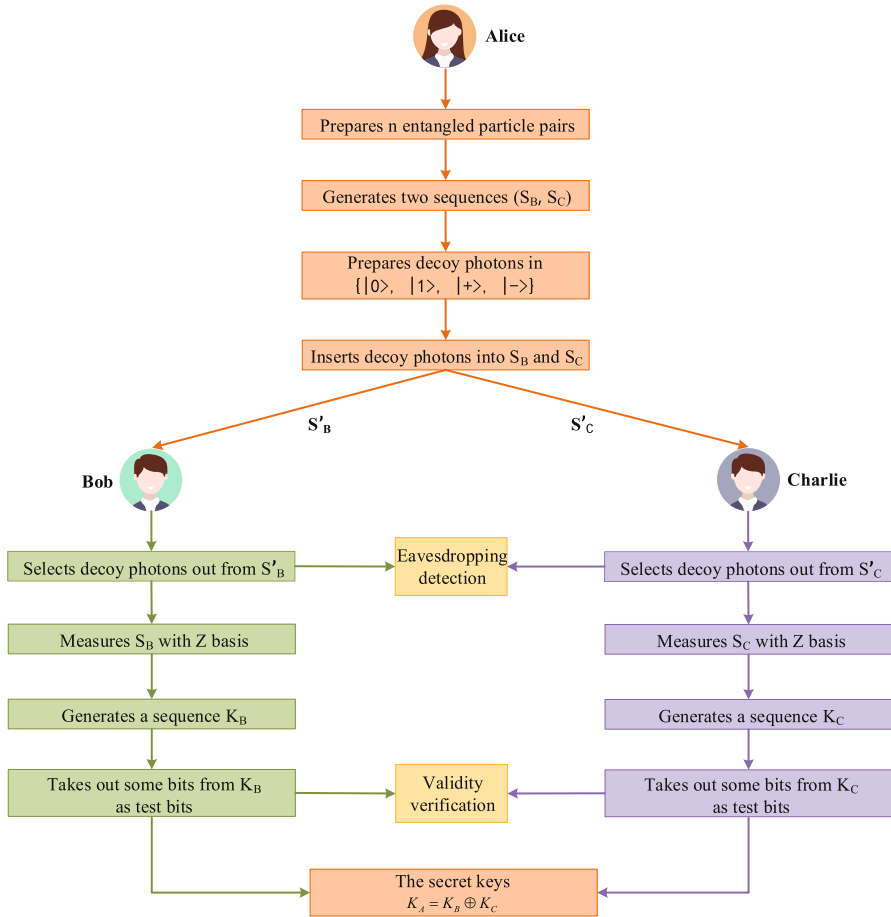 Alice
Prepares n entangled particle pairs
Generates two sequences (S_B, S_C)
Prepares decoy photons in
{|0>, |1>, |+>, |−>}
Inserts decoy photons into S_B and S_C
S'_B
S'_C
Bob
Charlie
Selects decoy photons out from S'_B
Eavesdropping
detection
Selects decoy photons out from S'_C
Measures S_B with Z basis
Measures S_C with Z basis
Generates a sequence K_B
Generates a sequence K_C
Takes out some bits from K_B
as test bits
Validity
verification
Takes out some bits from K_C
as test bits
The secret keys
K_A = K_B ⊕ K_C